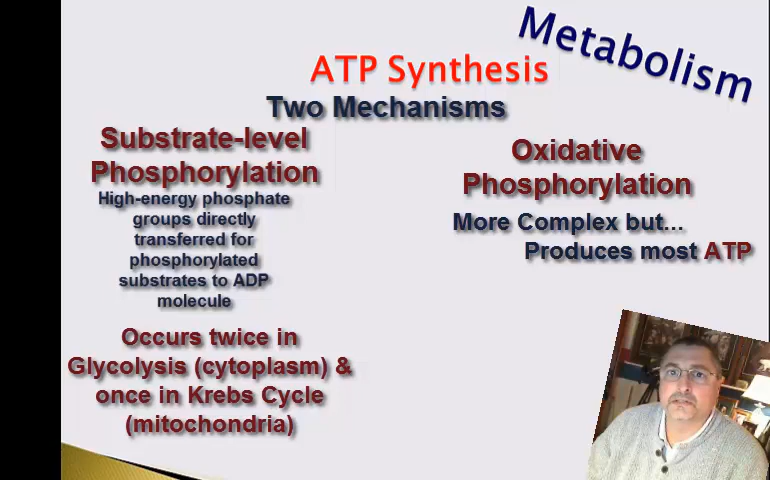 Metabolism
ATP Synthesis
Two Mechanisms
Substrate-level
Phosphorylation
High-energy phosphate
groups directly
transferred for
phosphorylated
substrates to ADP
molecule
Occurs twice in
Glycolysis (cytoplasm) &
once in Krebs Cycle
(mitochondria)
Oxidative
Phosphorylation
More Complex but...
Produces most ATP